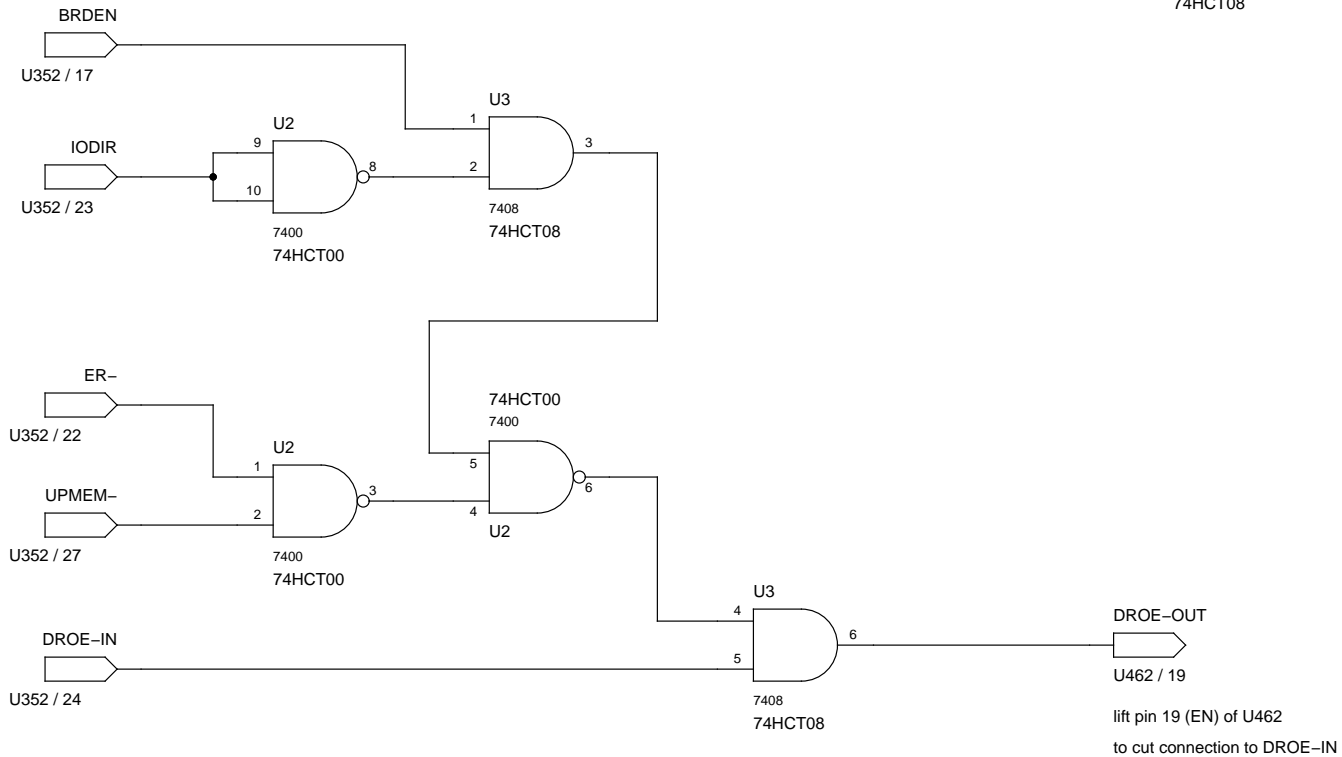 74HCT08
BRDEN
U352 / 17
U3
1
3
2
7408
74HCT08
U2
IODIR
9
8
10
U352 / 23
7400
74HCT00
ER−
U352 / 22
74HCT00
7400
5
6
4
U2
U2
1
3
UPMEM−
2
U352 / 27
7400
74HCT00
U3
4
6
5
7408
74HCT08
DROE−IN
U352 / 24
DROE−OUT
U462 / 19
lift pin 19 (EN) of U462
to cut connection to DROE−IN